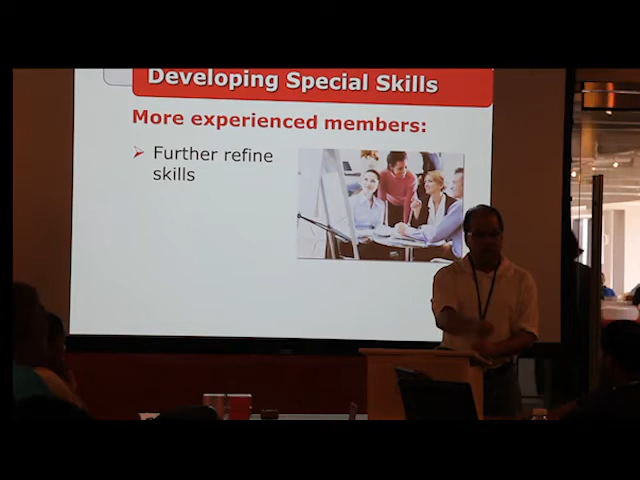 Developing Special Skills
More experienced members:
Further refine
skills